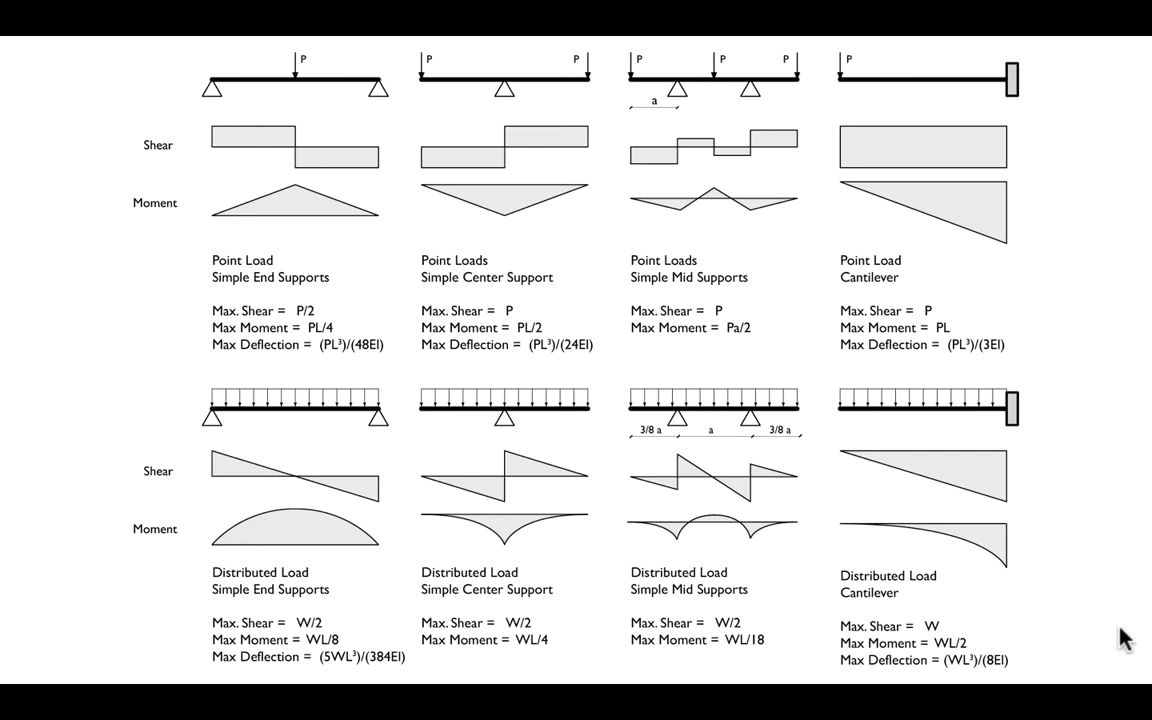 P
P P
P P P
P
a
Shear
Moment
Point Load
Simple End Supports
Max. Shear = P/2
Max Moment = PL/4
Max Deflection = (PL³)/(48EI)
Point Loads
Simple Center Support
Max. Shear = P
Max Moment = PL/2
Max Deflection = (PL³)/(24EI)
Point Loads
Simple Mid Supports
Max. Shear = P
Max Moment = Pa/2
Point Load
Cantilever
Max. Shear = P
Max Moment = PL
Max Deflection = (PL³)/(3EI)
3/8 a a 3/8 a
Shear
Moment
Distributed Load
Simple End Supports
Max. Shear = W/2
Max Moment = WL/8
Max Deflection = (5WL³)/(384EI)
Distributed Load
Simple Center Support
Max. Shear = W/2
Max Moment = WL/4
Distributed Load
Simple Mid Supports
Max. Shear = W/2
Max Moment = WL/18
Distributed Load
Cantilever
Max. Shear = W
Max Moment = WL/2
Max Deflection = (WL³)/(8EI)